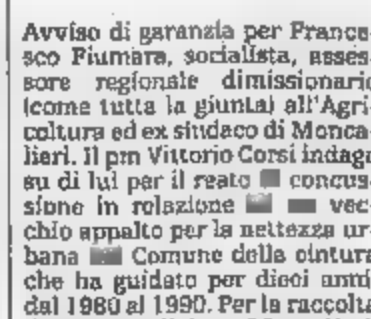 Avviso di garanzia per France-
sco Fiumara, socialista, asses-
sore regionale dimissionario
(come tutta la giunta) all'Agri-
coltura ed ex sindaco di Monca-
lieri. Il pm Vittorio Corsi indaga
su di lui per il reato concus-
sione in relazione vec-
chio appalto per la nettezza ur-
bana Comune della cintura
che ha guidato per dieci anni,
dal 1980 al 1990. Per la raccolta